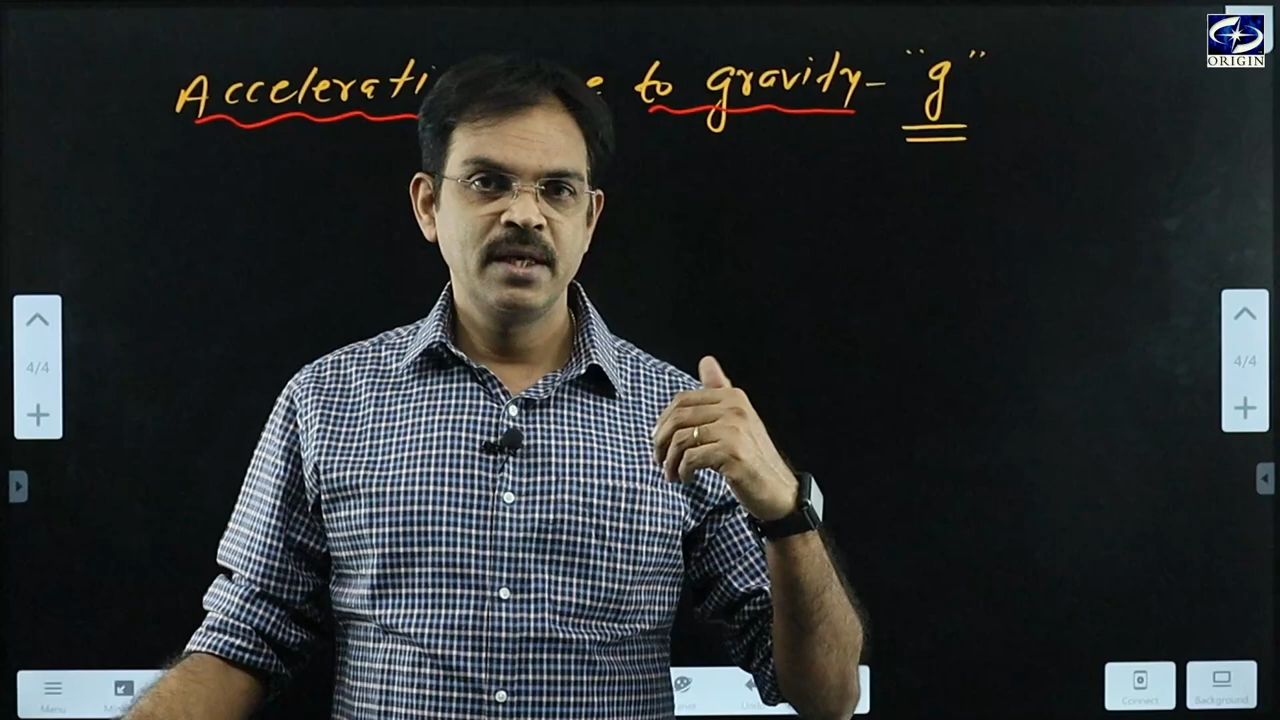 ORIGIN
Accelerati to gravity- "g"
4/4
4/4
Menu
Connect
Background